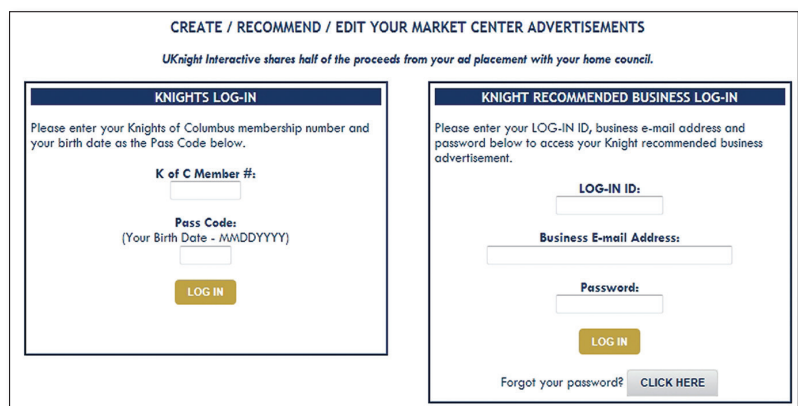 CREATE / RECOMMEND / EDIT YOUR MARKET CENTER ADVERTISEMENTS
UKnight Interactive shares half of the proceeds from your ad placement with your home council.
KNIGHTS LOG-IN
Please enter your Knights of Columbus membership number and
your birth date as the Pass Code below.
K of C Member #:
Pass Code:
(Your Birth Date - MMDDYYYY)
LOG IN
KNIGHT RECOMMENDED BUSINESS LOG-IN
Please enter your LOG-IN ID, business e-mail address and
password below to access your Knight recommended business
advertisement.
LOG-IN ID:
Business E-mail Address:
Password:
LOG IN
Forgot your password? CLICK HERE